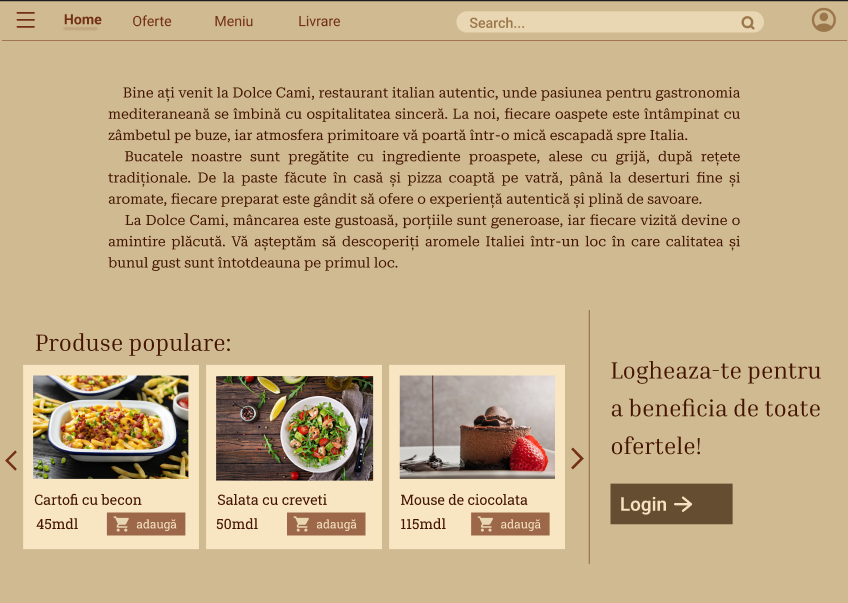 Home Oferte Meniu Livrare Search...
Bine ați venit la Dolce Cami, restaurant italian autentic, unde pasiunea pentru gastronomia
mediteraneană se îmbină cu ospitalitatea sinceră. La noi, fiecare oaspete este întâmpinat cu
zâmbetul pe buze, iar atmosfera primitoare vă poartă într-o mică escapadă spre Italia.
Bucatele noastre sunt pregătite cu ingrediente proaspete, alese cu grijă, după rețete
tradiționale. De la paste făcute în casă și pizza coaptă pe vatră, până la deserturi fine și
aromate, fiecare preparat este gândit să ofere o experiență autentică și plină de savoare.
La Dolce Cami, mâncarea este gustoasă, porțiile sunt generoase, iar fiecare vizită devine o
amintire plăcută. Vă așteptăm să descoperiți aromele Italiei într-un loc în care calitatea și
bunul gust sunt întotdeauna pe primul loc.
Produse populare:
Cartofi cu becon
45mdl adaugă
Salata cu creveti
50mdl adaugă
Mouse de ciocolata
115mdl adaugă
Logheaza-te pentru
a beneficia de toate
ofertele!
Login